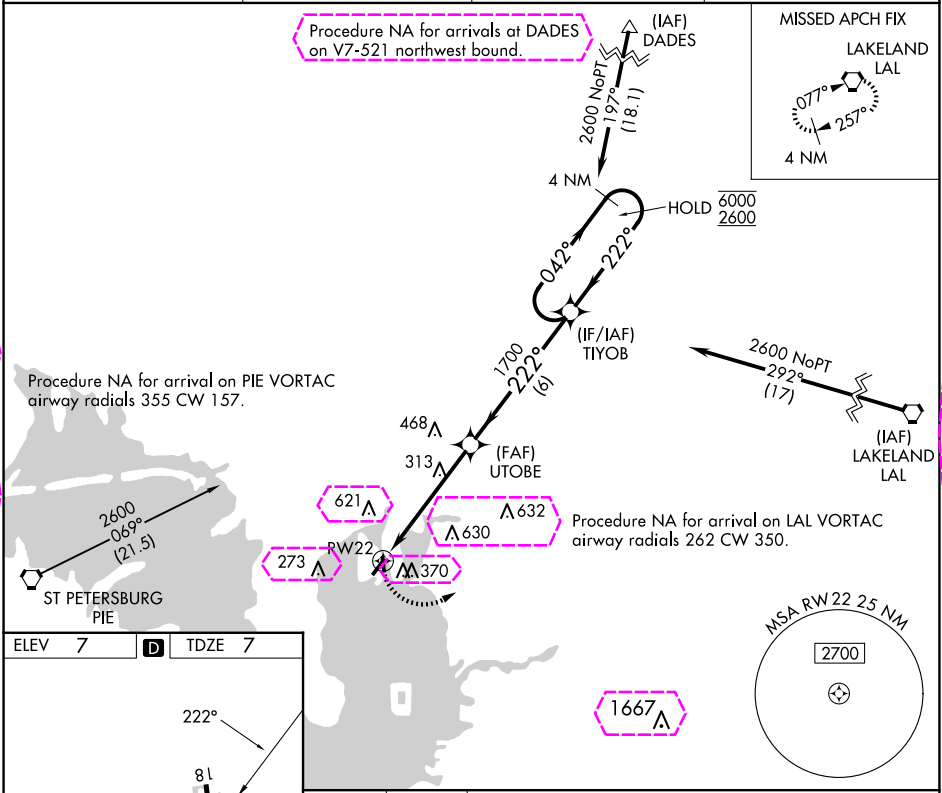 Procedure NA for arrivals at DADES
on V7-521 northwest bound.
(IAF)
DADES
2600 NoPT
197°
(18.1)
MISSED APCH FIX
LAKELAND
LAL
077°
257°
4 NM
4 NM
HOLD
6000
2600
042°
222°
(IF/IAF)
TIYOB
1700
222°
(6)
2600 NoPT
292°
(17)
(IAF)
LAKELAND
LAL
Procedure NA for arrival on PIE VORTAC
airway radials 355 CW 157.
468
313
(FAF)
UTOBE
621
632
630
Procedure NA for arrival on LAL VORTAC
airway radials 262 CW 350.
2600
069°
(21.5)
ST PETERSBURG
PIE
273
RW22
370
MSA RW 22 25 NM
2700
1667
ELEV 7
D
TDZE 7
222°
18